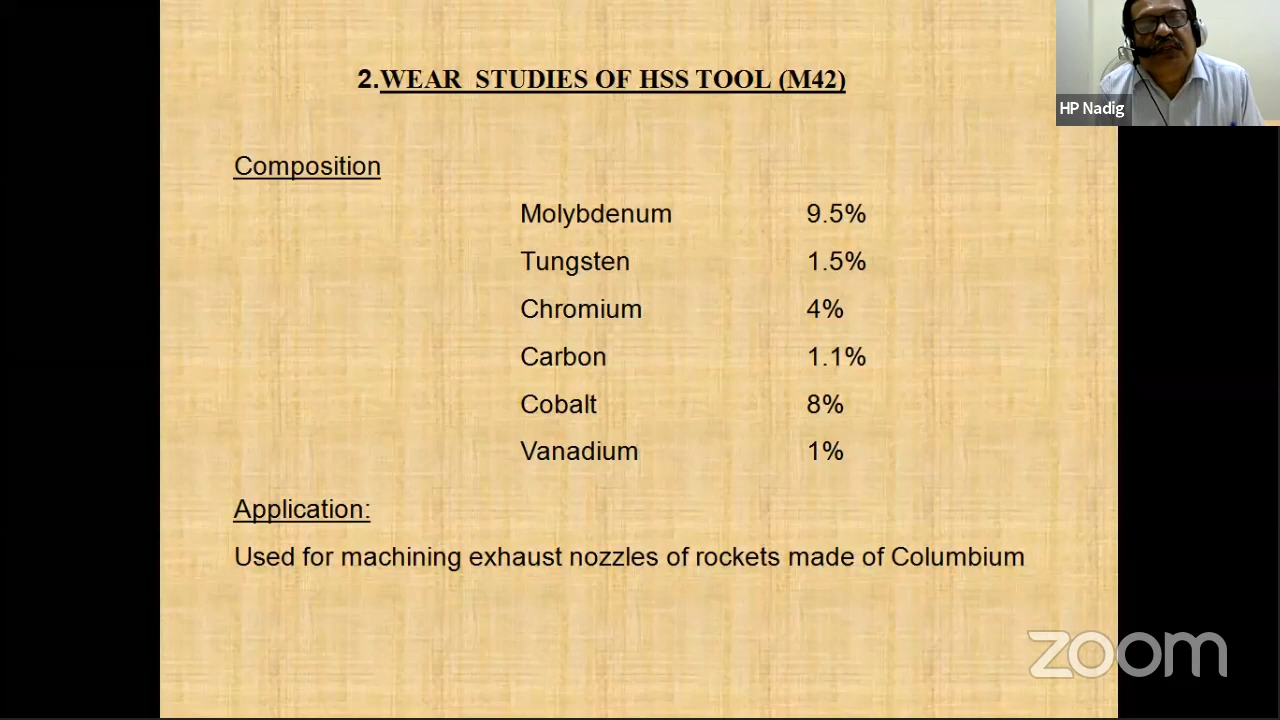 2.WEAR STUDIES OF HSS TOOL (M42)
HP Nadig
Composition
Molybdenum 9.5%
Tungsten 1.5%
Chromium 4%
Carbon 1.1%
Cobalt 8%
Vanadium 1%
Application:
Used for machining exhaust nozzles of rockets made of Columbium
zoom